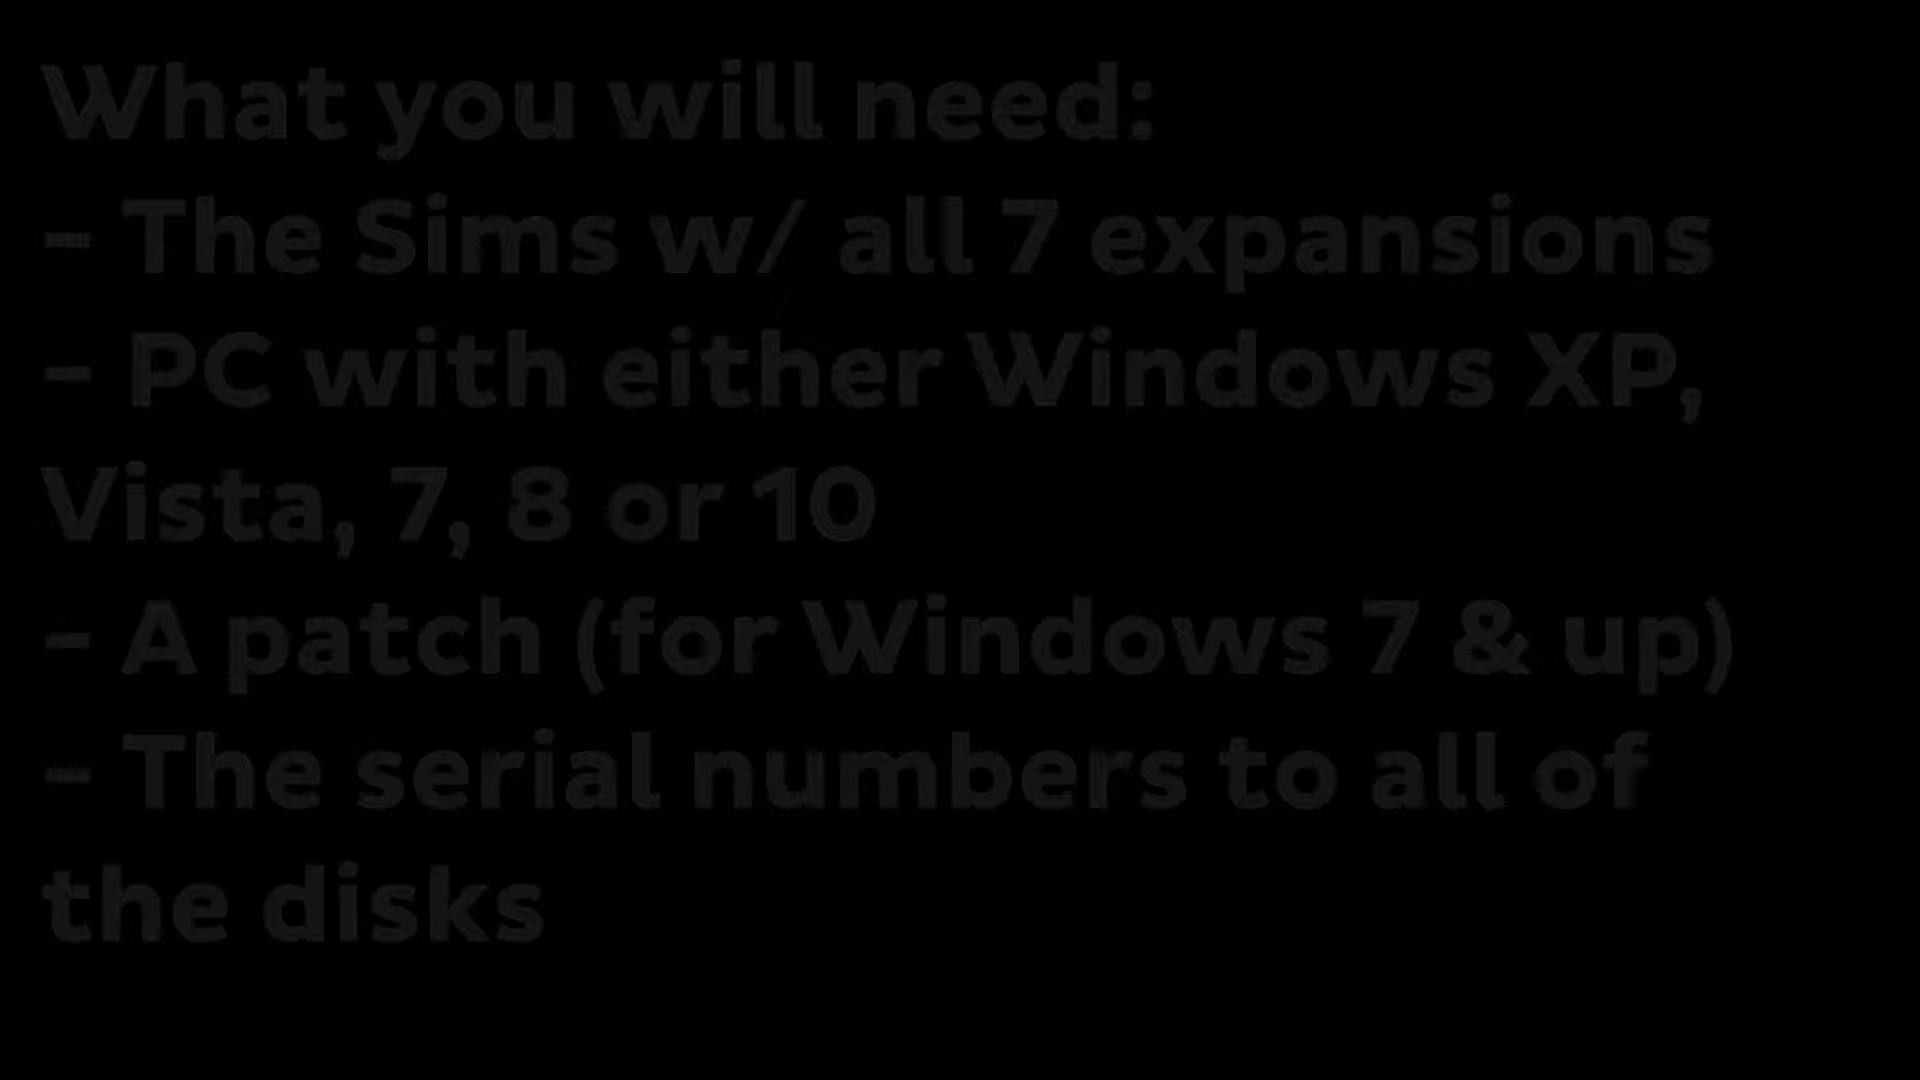 What you will need:
- The Sims w/ all 7 expansions
- PC with either Windows XP,
Vista, 7, 8 or 10
- A patch (for Windows 7 & up)
- The serial numbers to all of
the disks